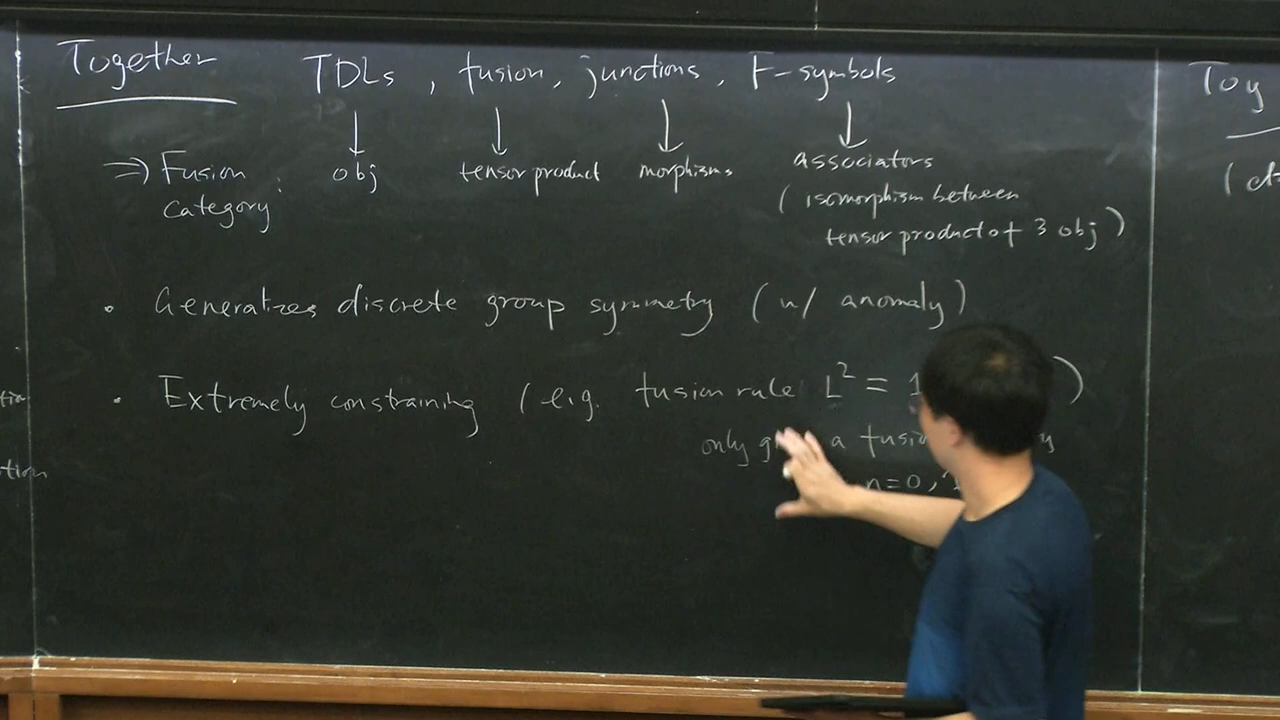 Together TDLs, fusion, junctions, F-symbols
↓ ↓ ↓ ↓
⇒ Fusion Category : obj tensor product morphisms associators
(isomorphism between
tensor product of 3 obj)
• Generalizes discrete group symmetry (w/ anomaly)
• Extremely constraining (e.g. fusion rule L² = 1 )
only a
n=0,
Toy